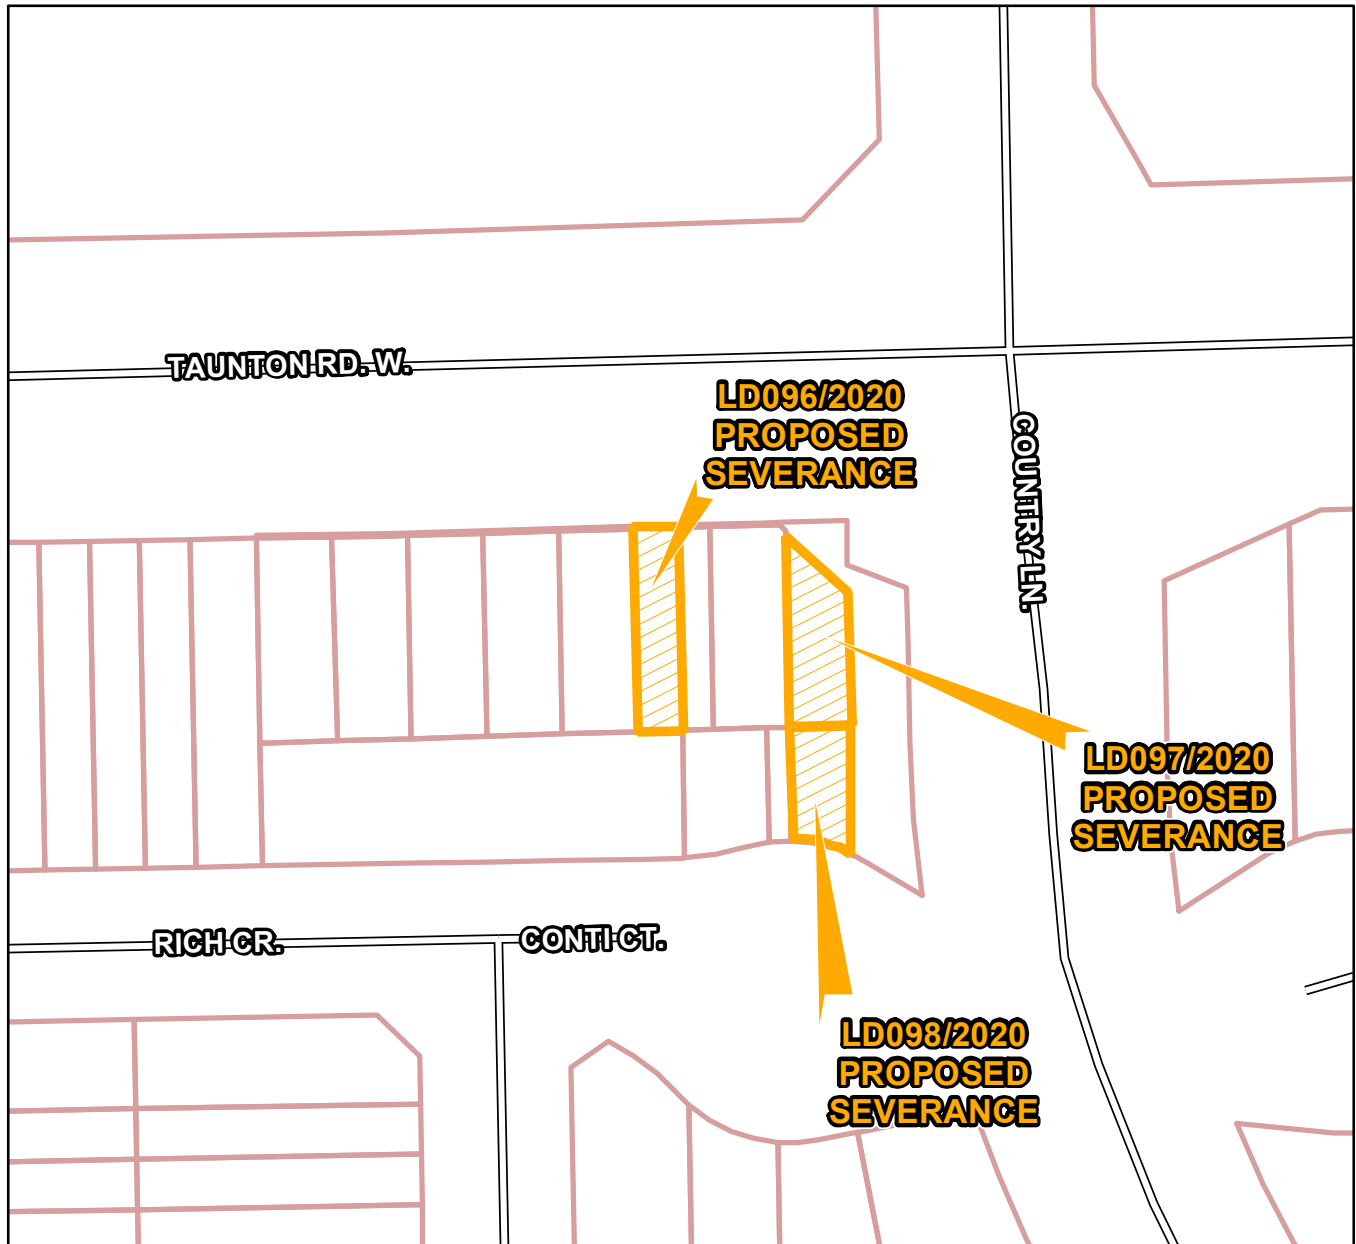 TAUNTON RD. W.
LD096/2020
PROPOSED
SEVERANCE
COUNTRY LN.
LD097/2020
PROPOSED
SEVERANCE
RICH CR.
CONTI CT.
LD098/2020
PROPOSED
SEVERANCE